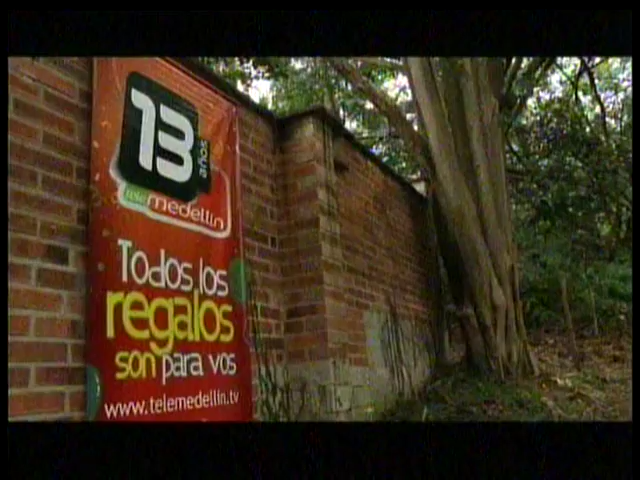 13
años
tele medellín
Todos los
regalos
son para vos
www.telemedellin.tv